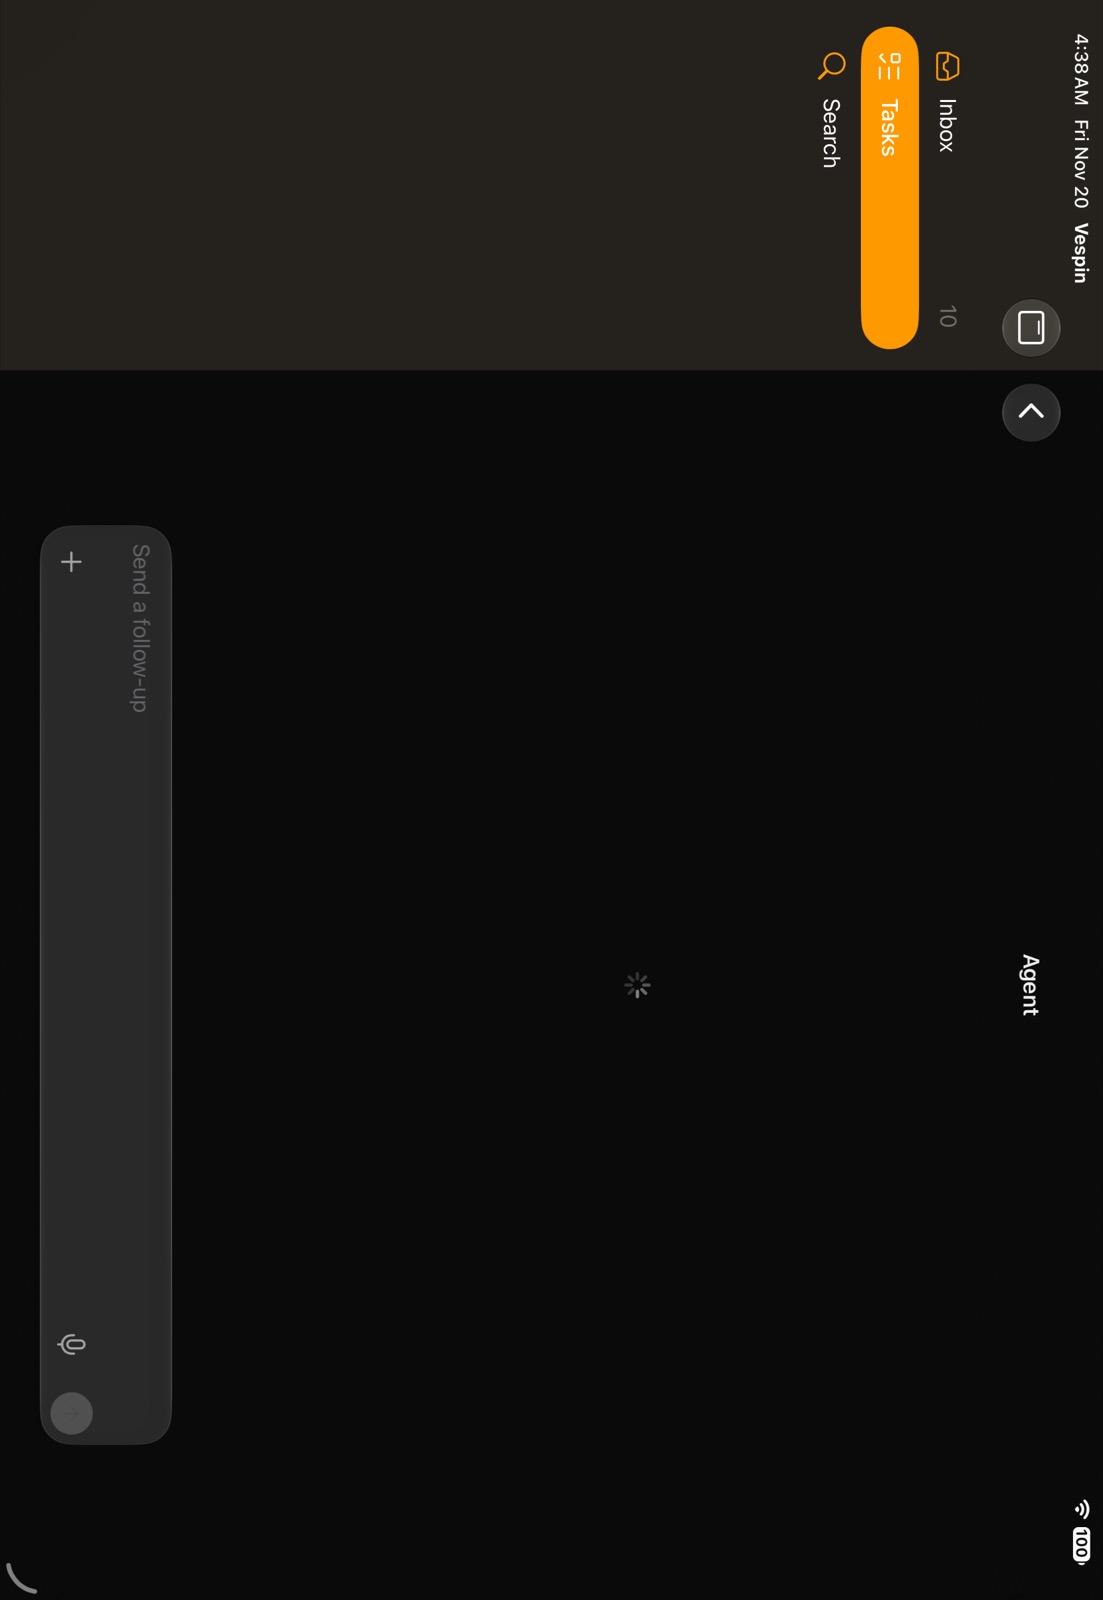 4:38 AM Fri Nov 20 Vespin
100
Agent
Inbox 10
Tasks
Search
Send a follow-up